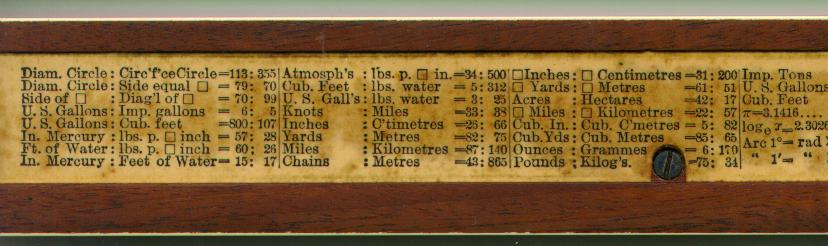 Diam. Circle : Circ'f'ce Circle =113: 355
Diam. Circle : Side equal □ = 79: 70
Side of □ : Diag'l of □ = 70: 99
U. S. Gallons: Imp. gallons = 6: 5
U. S. Gallons: Cub. feet =800: 107
In. Mercury : lbs. p. □ inch = 57: 28
Ft. of Water: lbs. p. □ inch = 60: 26
In. Mercury : Feet of Water= 15: 17
Atmosph's : lbs. p. □ in.=34: 500
Cub. Feet : lbs. water = 5: 312
U. S. Gall's: lbs. water = 3: 25
Knots : Miles =33: 38
Inches : C'timetres =26: 66
Yards : Metres =82: 75
Miles : Kilometres =87: 140
Chains : Metres =43: 865
□ Inches : □ Centimetres =31: 200
□ Yards : □ Metres =61: 51
Acres : Hectares =42: 17
□ Miles : □ Kilometres =22: 57
Cub. In. : Cub. C'metres = 5: 82
Cub. Yds: Cub. Metres =85: 65
Ounces : Grammes = 6: 170
Pounds : Kilog's. =75: 34
Imp. Tons
U. S. Gallons
Cub. Feet
π=3.1416....
log e x 2.3026
Arc 1°= rad
" 1'= "